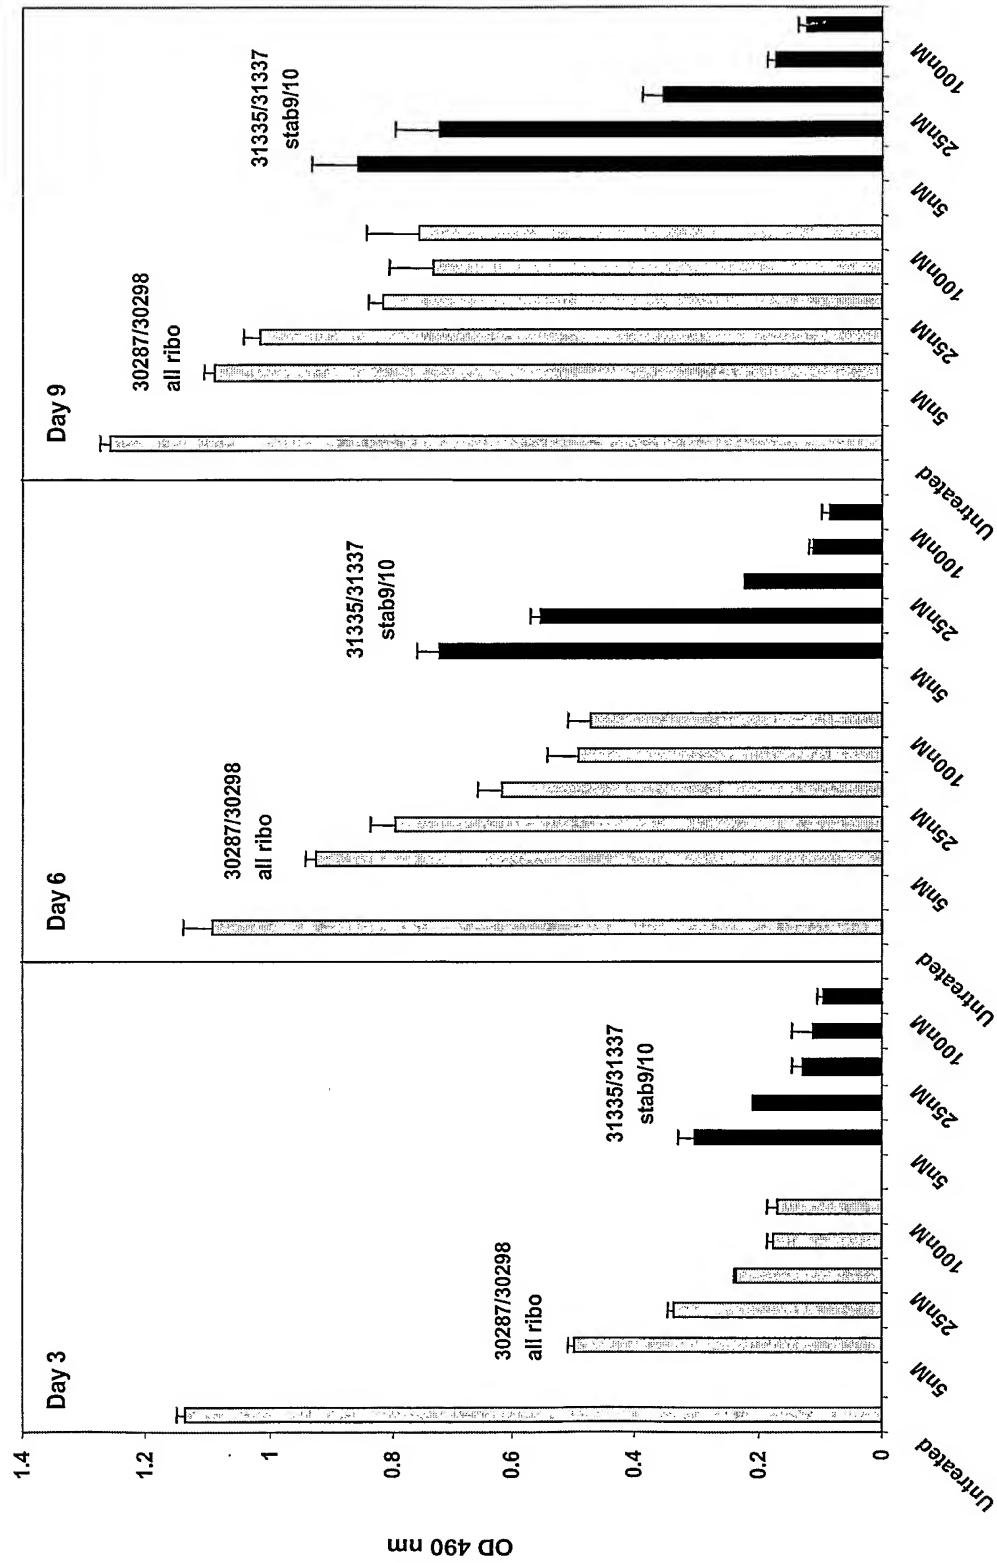 OD 490 nm
1.4
1.2
1
0.8
0.6
0.4
0.2
0
Day 3
30287/30298
all ribo
31335/31337
stab9/10
Day 6
30287/30298
all ribo
31335/31337
stab9/10
Day 9
30287/30298
all ribo
31335/31337
stab9/10
Untreated
5nM
25nM
100nM
5nM
25nM
100nM
Untreated
5nM
25nM
100nM
5nM
25nM
100nM
Untreated
5nM
25nM
100nM
5nM
25nM
100nM